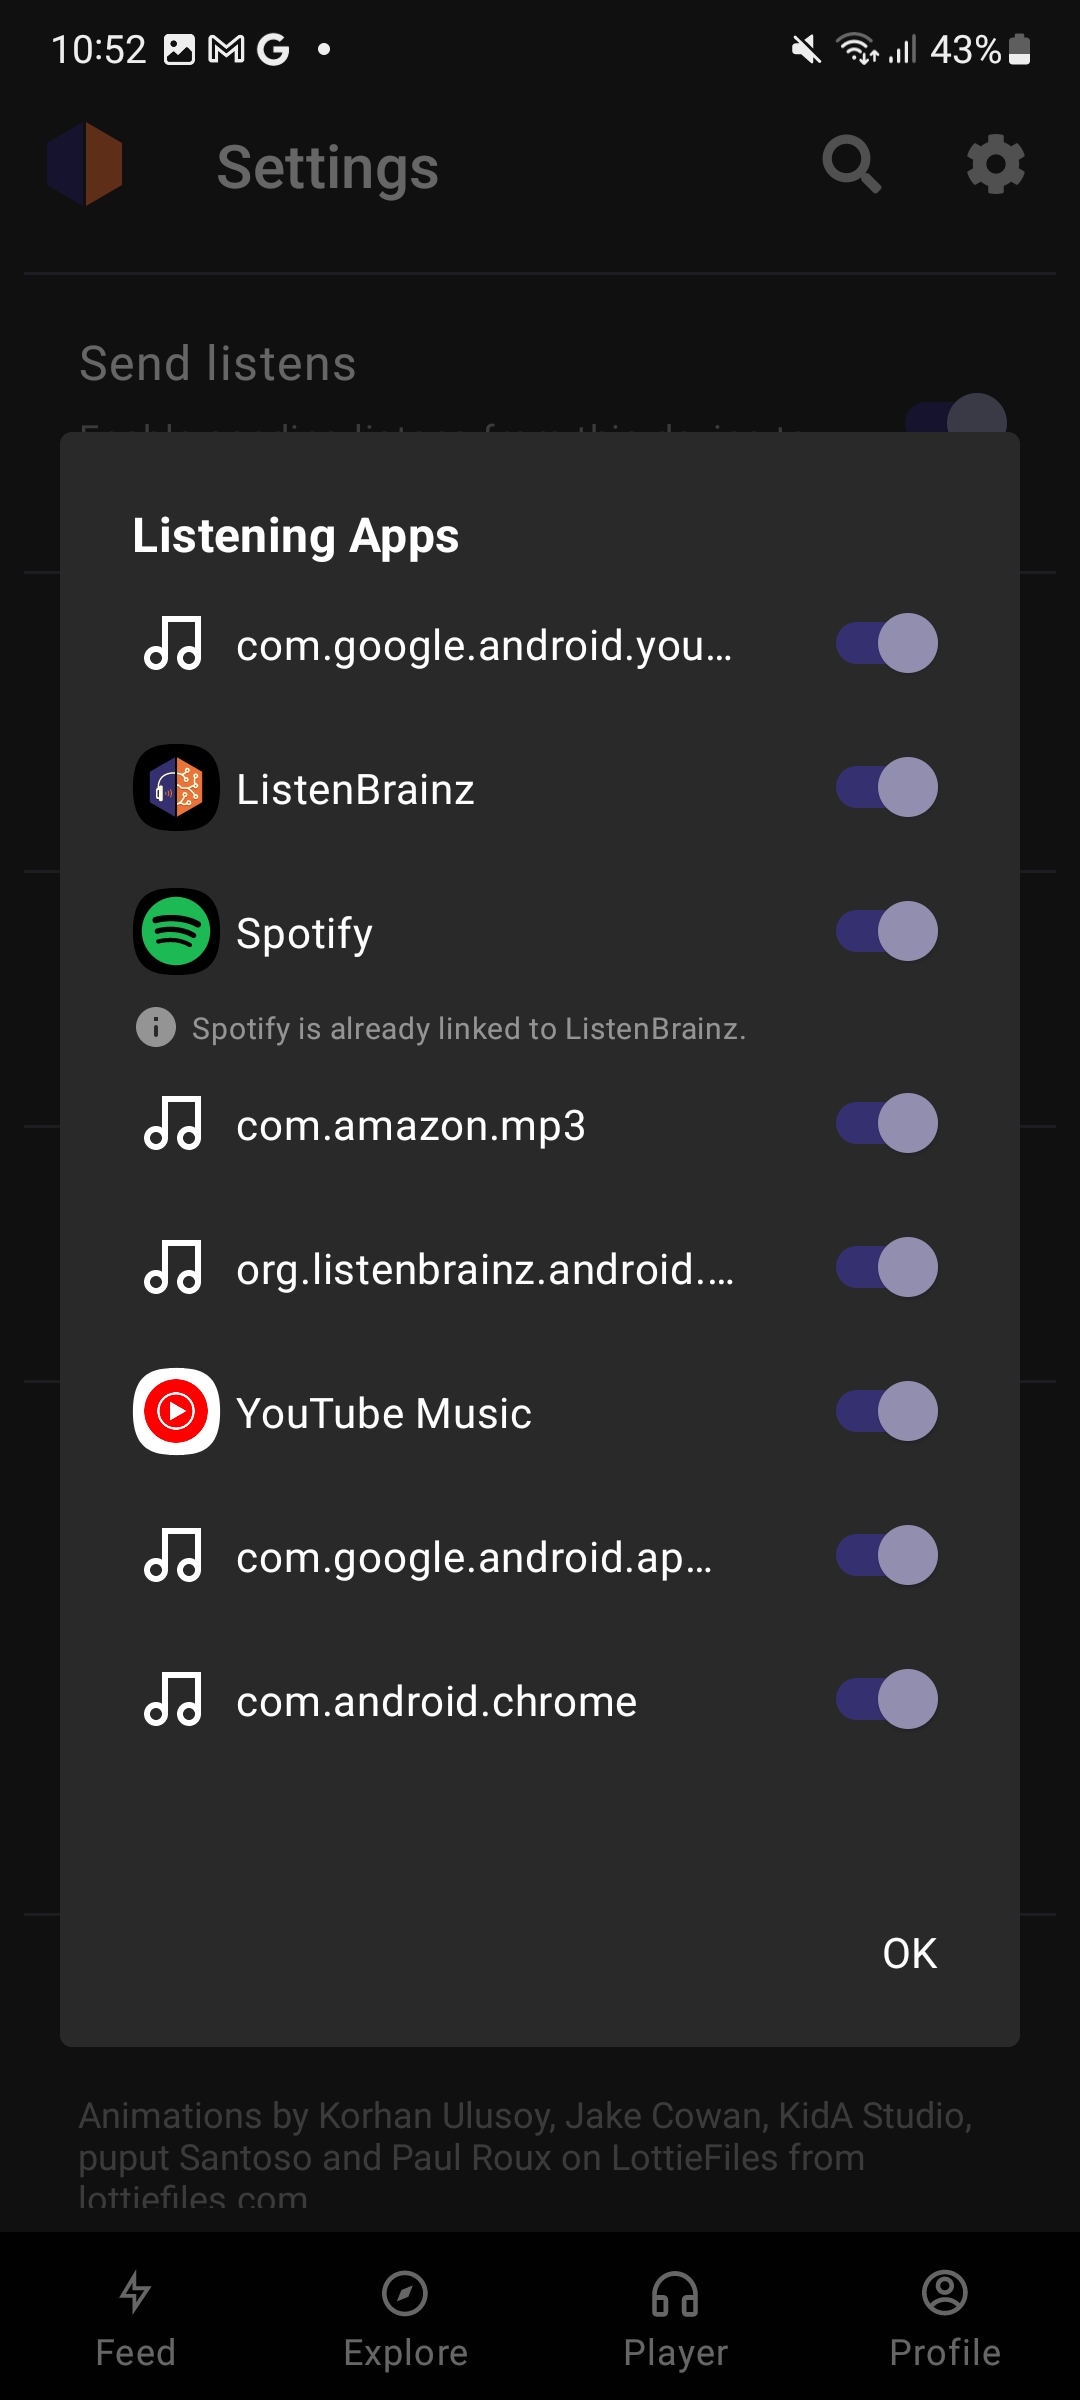 10:52
43%
Settings
Send listens
Listening Apps
com.google.android.you…
ListenBrainz
Spotify
Spotify is already linked to ListenBrainz.
com.amazon.mp3
org.listenbrainz.android.…
YouTube Music
com.google.android.ap…
com.android.chrome
OK
Animations by Korhan Ulusoy, Jake Cowan, KidA Studio,
puput Santoso and Paul Roux on LottieFiles from
lottiefiles.com
Feed
Explore
Player
Profile